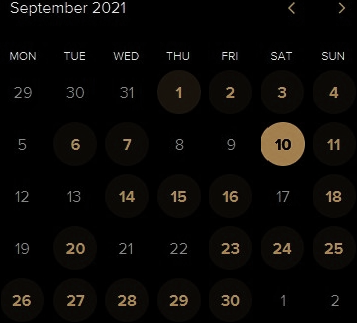 September 2021
MON TUE WED THU FRI SAT SUN
29 30 31 1 2 3 4
5 6 7 8 9 10 11
12 13 14 15 16 17 18
19 20 21 22 23 24 25
26 27 28 29 30 1 2